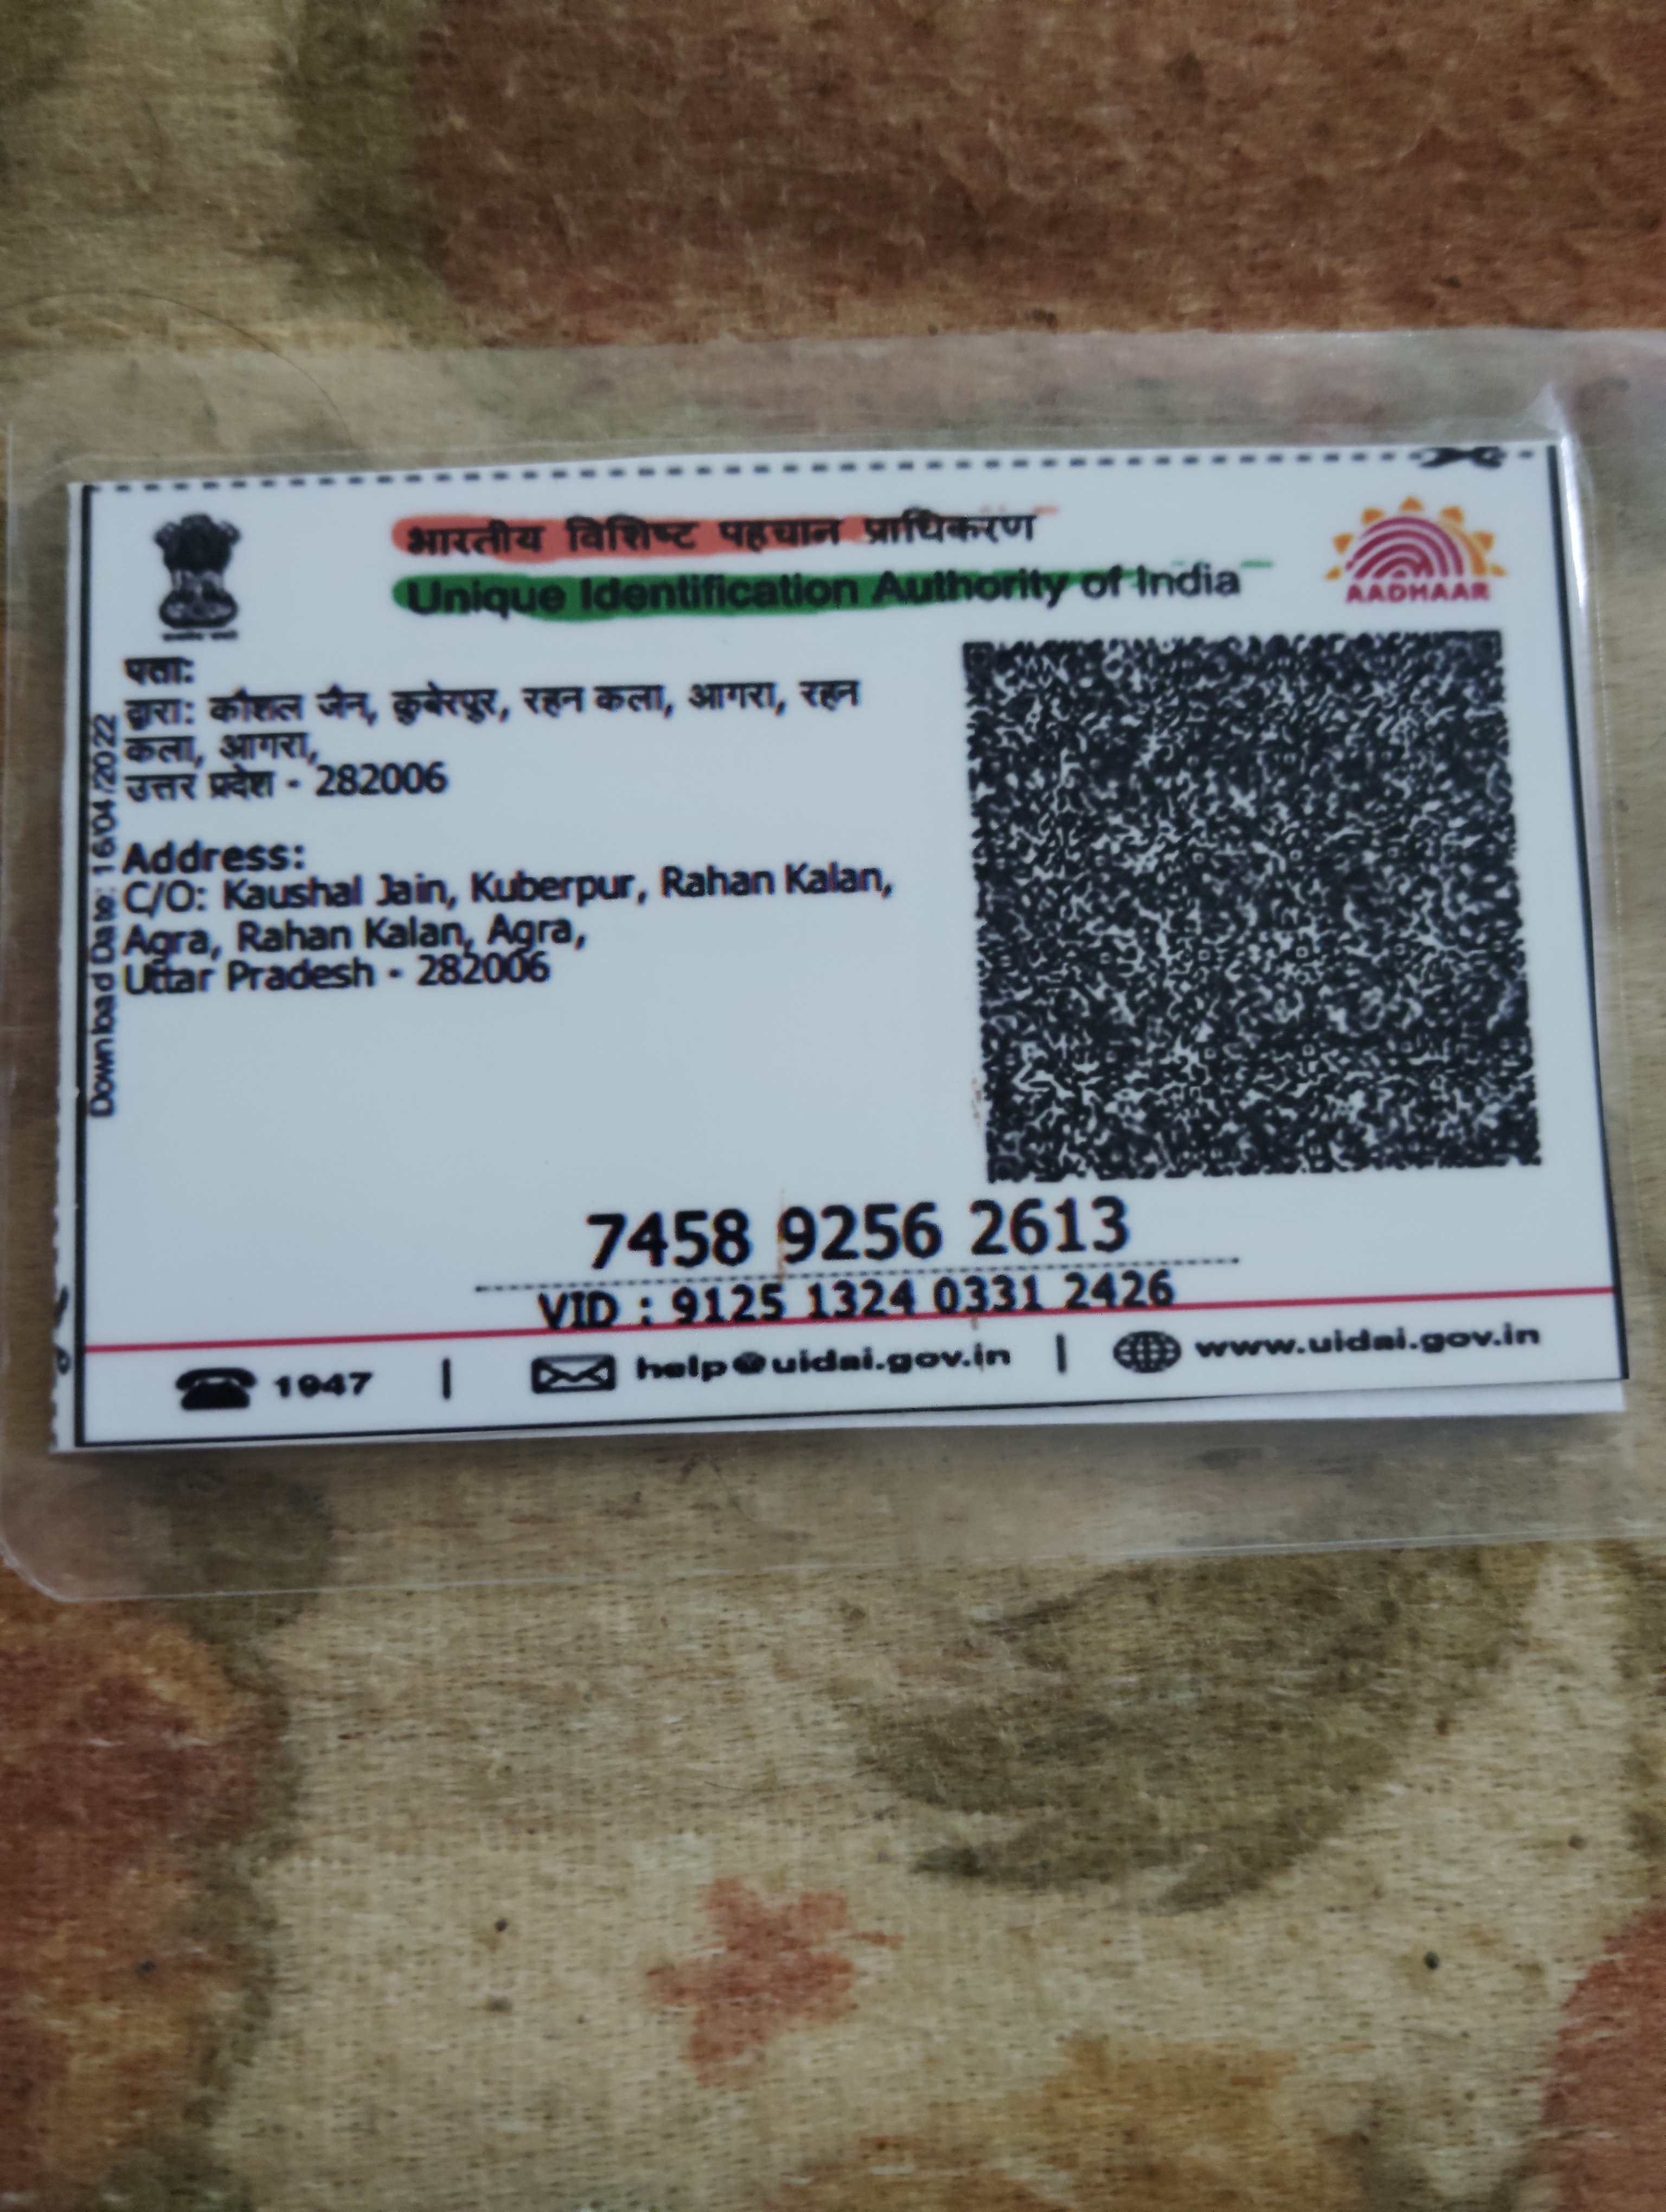 भारतीय विशिष्ट पहचान प्राधिकरण
Unique Identification Authority of India
AADHAAR
पता:
द्वारा: कौशल जैन, कुबेरपुर, रहन कला, आगरा, रहन
कला, आगरा,
उत्तर प्रदेश - 282006
Address:
C/O: Kaushal Jain, Kuberpur, Rahan Kalan,
Agra, Rahan Kalan, Agra,
Uttar Pradesh - 282006
Download Date: 16/04/2022
7458 9256 2613
VID : 9125 1324 0331 2426
1947 | help@uidai.gov.in | www.uidai.gov.in